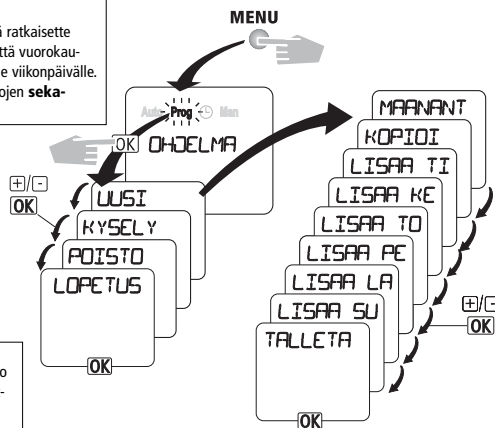 ratkaisette
että vuorokau-
viikonpäivälle.
ojen seka-
MENU
Auto Prog Man
OK OHJELMA
+/-
OK
UUSI
KYSELY
POISTO
LOPETUS
OK
MAANANT
KOPIOI
LISAA TI
LISAA KE
LISAA TO
LISAA PE
LISAA LA
LISAA SU
TALLETA
+/-
OK
OK